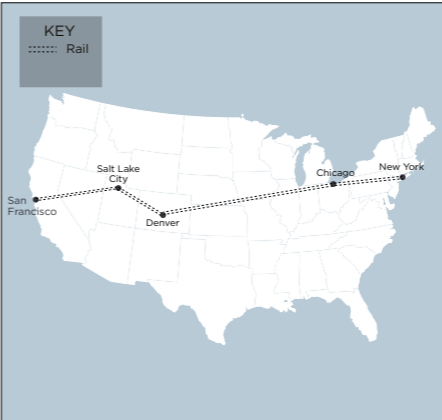 KEY
Rail
Salt Lake
City
Chicago
New York
San
Francisco
Denver